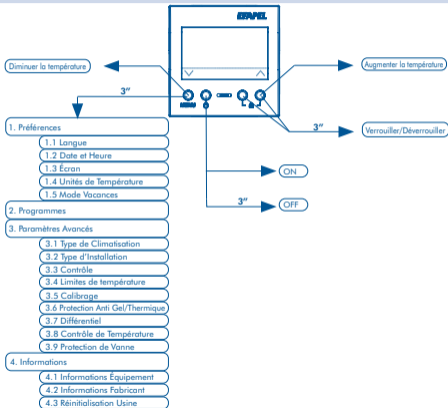 EFAPEL
Diminuer la température
Augmenter la température
MENU
3"
3"
Verrouiller/Déverrouiller
1. Préférences
1.1 Langue
1.2 Date et Heure
1.3 Écran
1.4 Unités de Température
1.5 Mode Vacances
ON
3"
OFF
2. Programmes
3. Paramètres Avancés
3.1 Type de Climatisation
3.2 Type d'Installation
3.3 Contrôle
3.4 Limites de température
3.5 Calibrage
3.6 Protection Anti Gel/Thermique
3.7 Différentiel
3.8 Contrôle de Température
3.9 Protection de Vanne
4. Informations
4.1 Informations Équipement
4.2 Informations Fabricant
4.3 Réinitialisation Usine